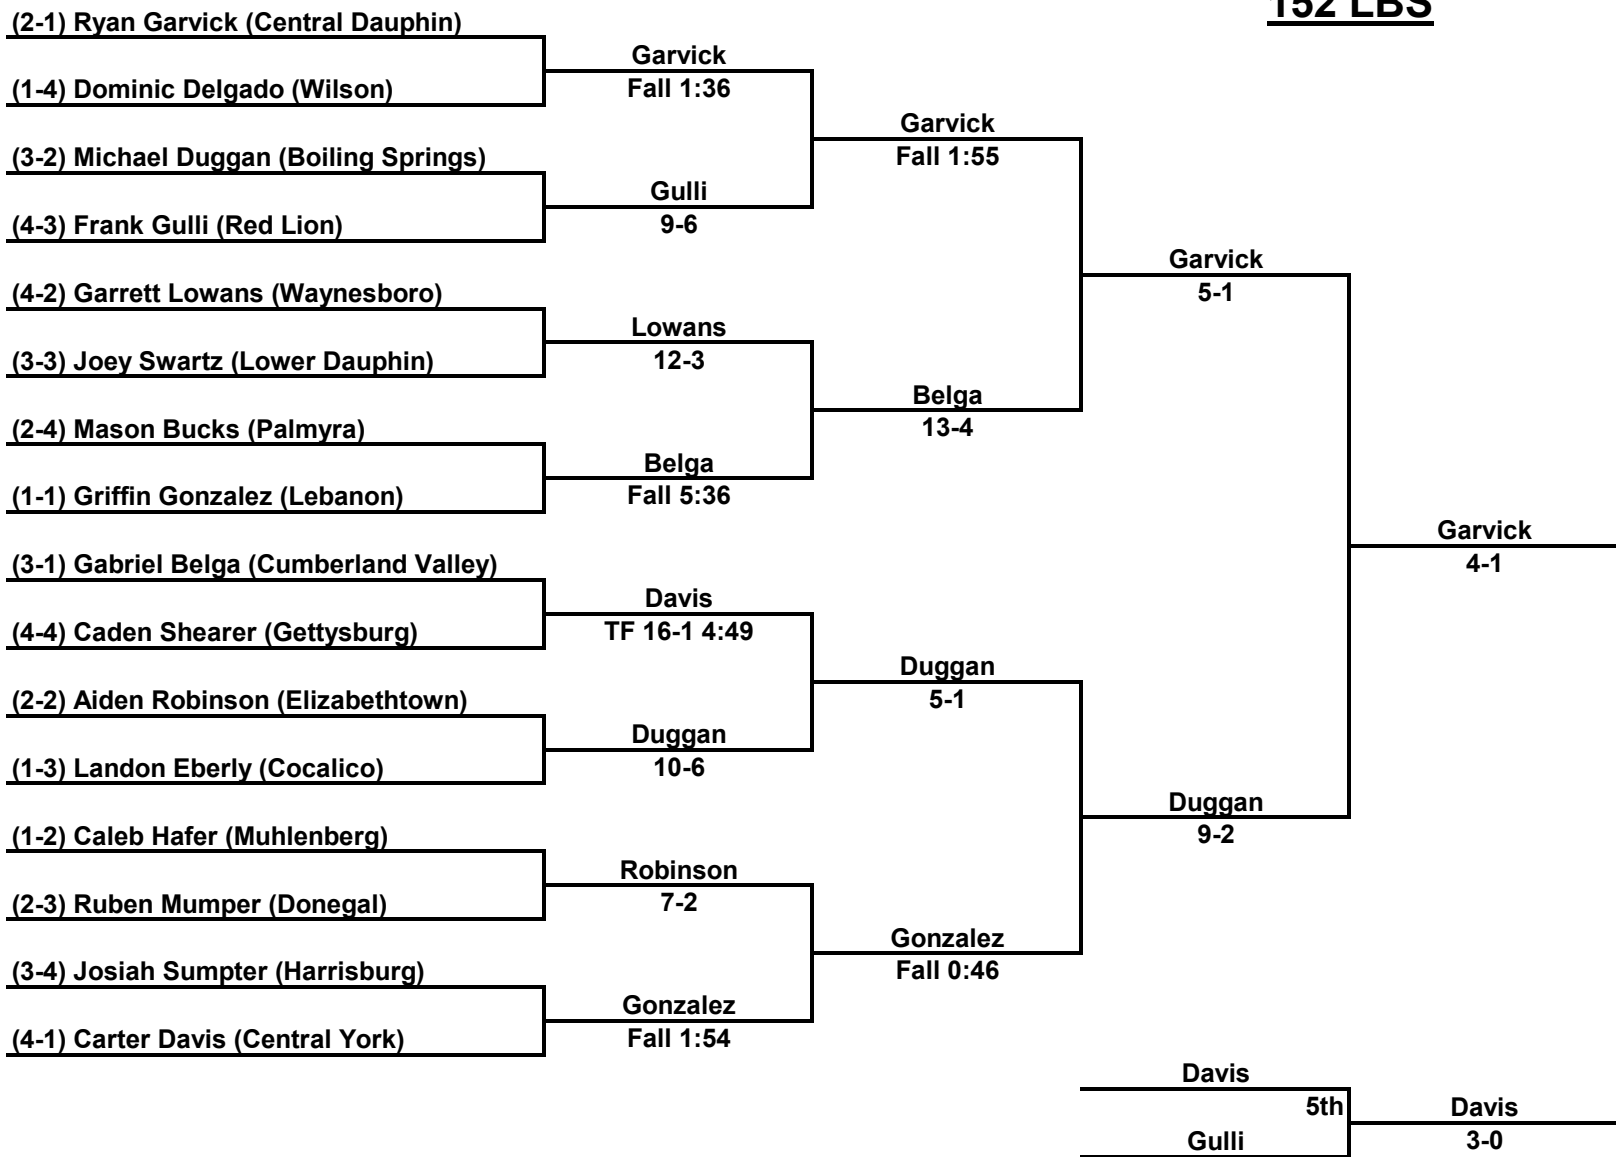 152 LBS
(2-1) Ryan Garvick (Central Dauphin)
Garvick
(1-4) Dominic Delgado (Wilson)
Fall 1:36
Garvick
(3-2) Michael Duggan (Boiling Springs)
Fall 1:55
Gulli
(4-3) Frank Gulli (Red Lion)
9-6
Garvick
(4-2) Garrett Lowans (Waynesboro)
5-1
Lowans
(3-3) Joey Swartz (Lower Dauphin)
12-3
Belga
(2-4) Mason Bucks (Palmyra)
13-4
Belga
(1-1) Griffin Gonzalez (Lebanon)
Fall 5:36
Garvick
(3-1) Gabriel Belga (Cumberland Valley)
4-1
Davis
(4-4) Caden Shearer (Gettysburg)
TF 16-1 4:49
Duggan
(2-2) Aiden Robinson (Elizabethtown)
5-1
Duggan
(1-3) Landon Eberly (Cocalico)
10-6
Duggan
(1-2) Caleb Hafer (Muhlenberg)
9-2
Robinson
(2-3) Ruben Mumper (Donegal)
7-2
Gonzalez
(3-4) Josiah Sumpter (Harrisburg)
Fall 0:46
Gonzalez
(4-1) Carter Davis (Central York)
Fall 1:54
Davis
5th
Davis
Gulli
3-0